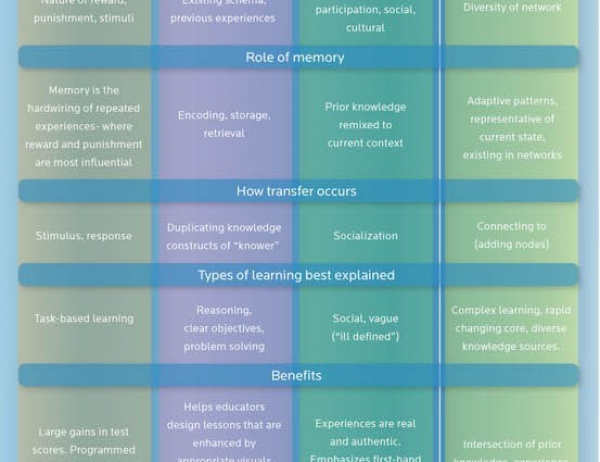 Nature of reward,
punishment, stimuli
Existing schema,
previous experiences
participation, social,
cultural
Diversity of network
Role of memory
Memory is the
hardwiring of repeated
experiences- where
reward and punishment
are most influential
Encoding, storage,
retrieval
Prior knowledge
remixed to
current context
Adaptive patterns,
representative of
current state,
existing in networks
How transfer occurs
Stimulus, response
Duplicating knowledge
constructs of “knower”
Socialization
Connecting to
(adding nodes)
Types of learning best explained
Task-based learning
Reasoning,
clear objectives,
problem solving
Social, vague
(“ill defined”)
Complex learning, rapid
changing core, diverse
knowledge sources.
Benefits
Large gains in test
scores. Programmed
Helps educators
design lessons that are
enhanced by
appropriate visuals
Experiences are real
and authentic.
Emphasizes first-hand
Intersection of prior
knowledge, experience